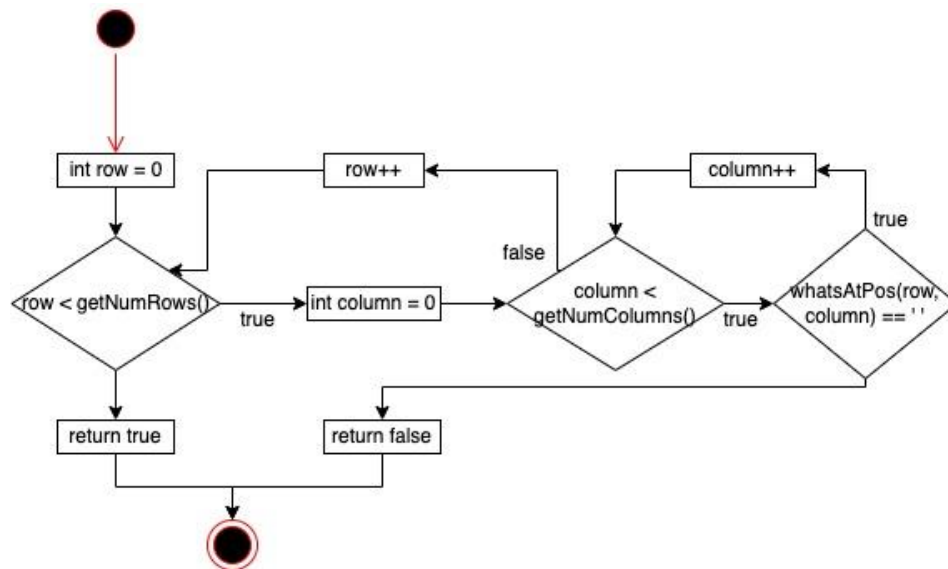 int row = 0
row++
column++
true
false
row < getNumRows()
true
int column = 0
column <
getNumColumns()
true
whatsAtPos(row,
column) == ' '
return true
return false